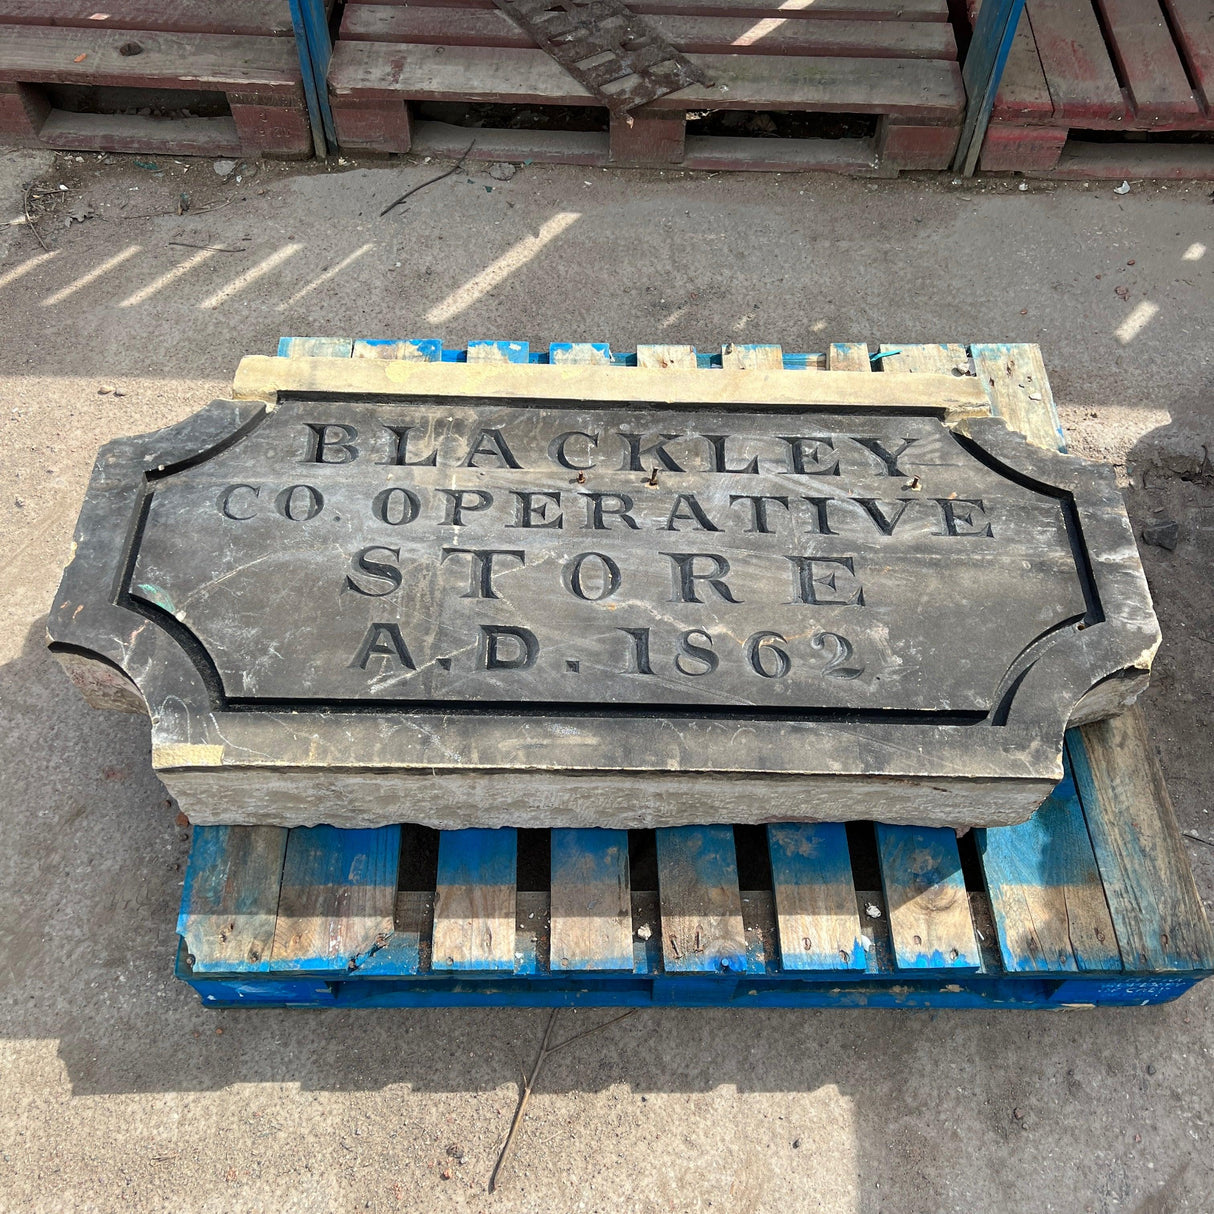 BLACKLEY
CO. OPERATIVE
STORE
A.D. 1862